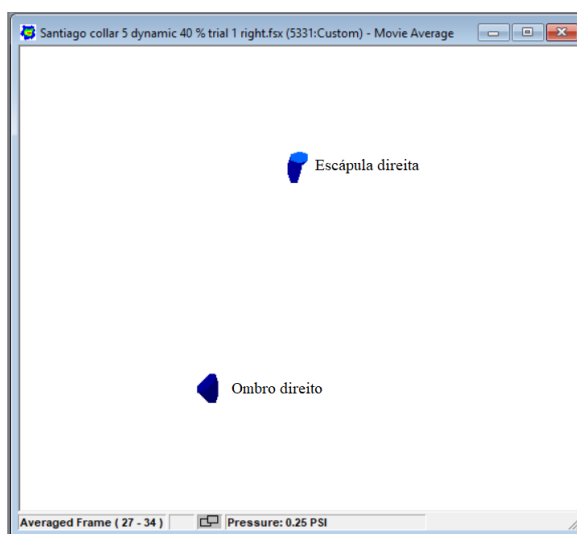 Santiago collar 5 dynamic 40 % trial 1 right.fsx (5331:Custom) - Movie Average
Escápula direita
Ombro direito
Averaged Frame ( 27 - 34 ) Pressure: 0.25 PSI